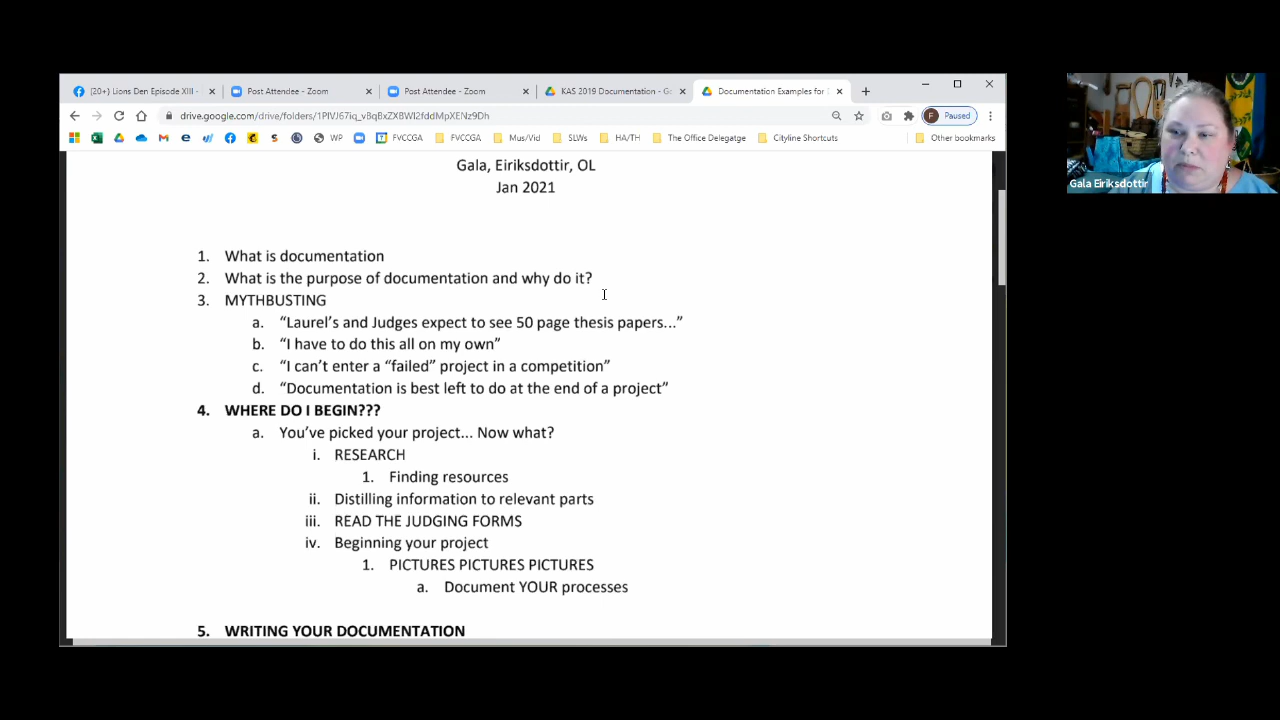 (20+) Lions Den Episode XIII -
Post Attendee - Zoom
Post Attendee - Zoom
KAS 2019 Documentation - Go
Documentation Examples for
drive.google.com/drive/folders/
Paused
WP
FVCCGA
FVCCGA
Mus/Vid
SLWs
HA/TH
The Office Delegatge
Cityline Shortcuts
Other bookmarks
Gala Eiriksdottir
Gala, Eiriksdottir, OL
Jan 2021
1. What is documentation
2. What is the purpose of documentation and why do it?
3. MYTHBUSTING
a. “Laurel’s and Judges expect to see 50 page thesis papers...”
b. “I have to do this all on my own”
c. “I can’t enter a “failed” project in a competition”
d. “Documentation is best left to do at the end of a project”
4. WHERE DO I BEGIN???
a. You’ve picked your project... Now what?
i. RESEARCH
1. Finding resources
ii. Distilling information to relevant parts
iii. READ THE JUDGING FORMS
iv. Beginning your project
1. PICTURES PICTURES PICTURES
a. Document YOUR processes
5. WRITING YOUR DOCUMENTATION